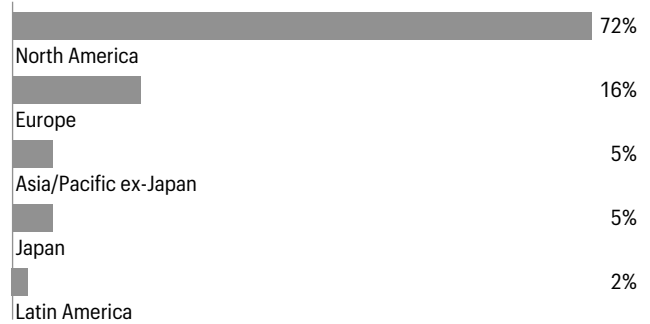 72%
North America
16%
Europe
5%
Asia/Pacific ex-Japan
5%
Japan
2%
Latin America